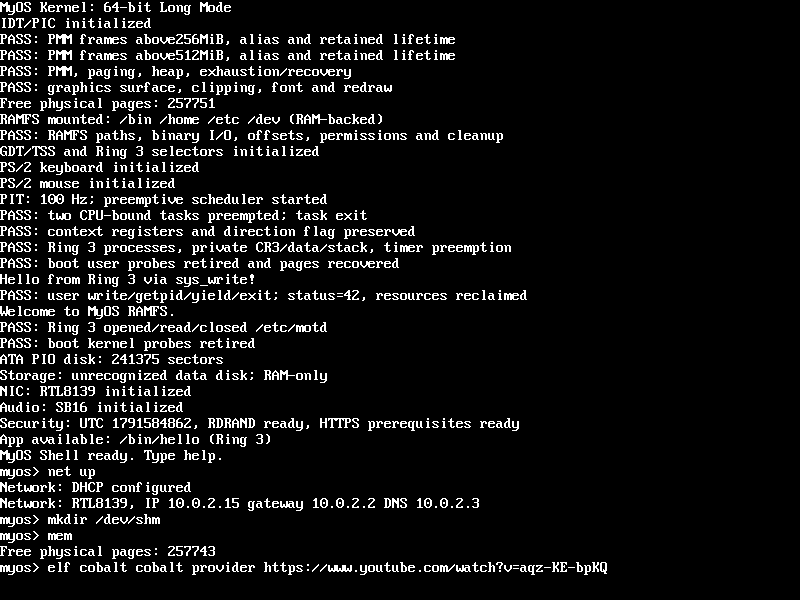 MyOS Kernel: 64-bit Long Mode
IDT/PIC initialized
PASS: PMM frames above256MiB, alias and retained lifetime
PASS: PMM frames above512MiB, alias and retained lifetime
PASS: PMM, paging, heap, exhaustion/recovery
PASS: graphics surface, clipping, font and redraw
Free physical pages: 257751
RAMFS mounted: /bin /home /etc /dev (RAM-backed)
PASS: RAMFS paths, binary I/O, offsets, permissions and cleanup
GDT/TSS and Ring 3 selectors initialized
PS/2 keyboard initialized
PS/2 mouse initialized
PIT: 100 Hz; preemptive scheduler started
PASS: two CPU-bound tasks preempted; task exit
PASS: context registers and direction flag preserved
PASS: Ring 3 processes, private CR3/data/stack, timer preemption
PASS: boot user probes retired and pages recovered
Hello from Ring 3 via sys_write!
PASS: user write/getpid/yield/exit; status=42, resources reclaimed
Welcome to MyOS RAMFS.
PASS: Ring 3 opened/read/closed /etc/motd
PASS: boot kernel probes retired
ATA PIO disk: 241375 sectors
Storage: unrecognized data disk; RAM-only
NIC: RTL8139 initialized
Audio: SB16 initialized
Security: UTC 1791584862, RDRAND ready, HTTPS prerequisites ready
App available: /bin/hello (Ring 3)
MyOS Shell ready. Type help.
myos> net up
Network: DHCP configured
Network: RTL8139, IP 10.0.2.15 gateway 10.0.2.2 DNS 10.0.2.3
myos> mkdir /dev/shm
myos> mem
Free physical pages: 257743
myos> elf cobalt cobalt provider https://www.youtube.com/watch?v=aqz-KE-bpKQ